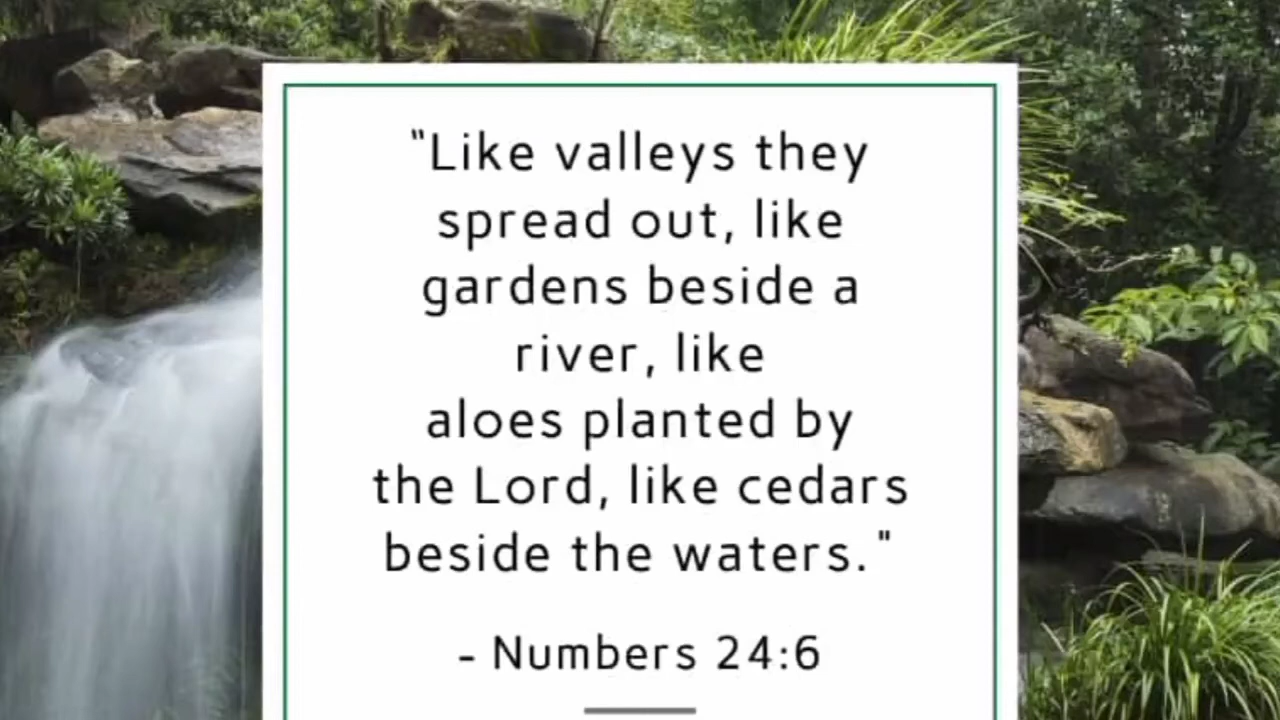 "Like valleys they
spread out, like
gardens beside a
river, like
aloes planted by
the Lord, like cedars
beside the waters."
- Numbers 24:6